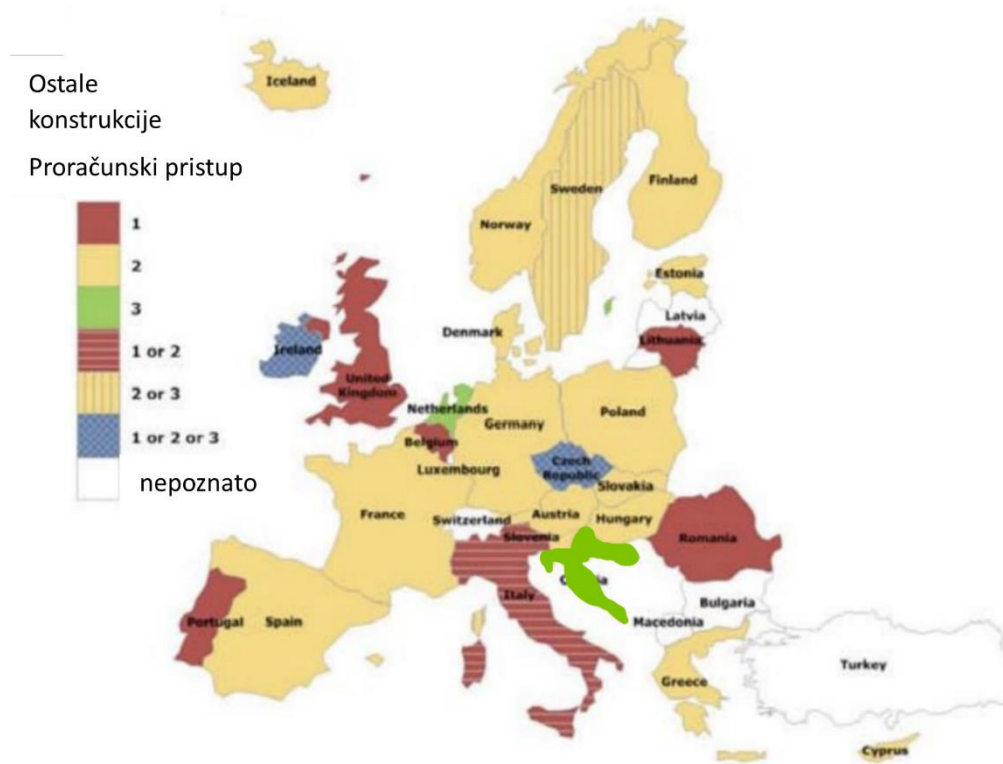 Ostale
konstrukcije
Proračunski pristup
1
2
3
1 or 2
2 or 3
1 or 2 or 3
nepoznato
Iceland
Norway
Sweden
Finland
Estonia
Latvia
Lithuania
Denmark
Ireland
United
Kingdom
Netherlands
Belgium
Luxembourg
Germany
Poland
Czech
Republic
Slovakia
France
Switzerland
Austria
Hungary
Slovenia
Romania
Italy
Portugal
Spain
Bulgaria
Macedonia
Greece
Turkey
Cyprus